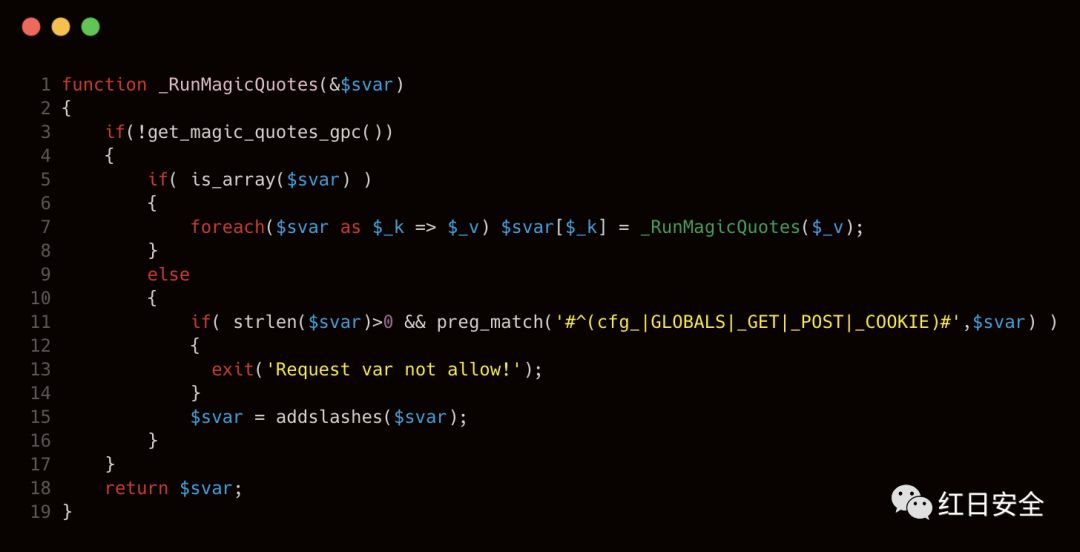 1 function _RunMagicQuotes(&$svar)
2 {
3     if(!get_magic_quotes_gpc())
4     {
5         if( is_array($svar) )
6         {
7             foreach($svar as $_k => $_v) $svar[$_k] = _RunMagicQuotes($_v);
8         }
9         else
10         {
11             if( strlen($svar)>0 && preg_match('#^(cfg_|GLOBALS|_GET|_POST|_COOKIE)#',$svar) )
12             {
13               exit('Request var not allow!');
14             }
15             $svar = addslashes($svar);
16         }
17     }
18     return $svar;
19 }
红日安全